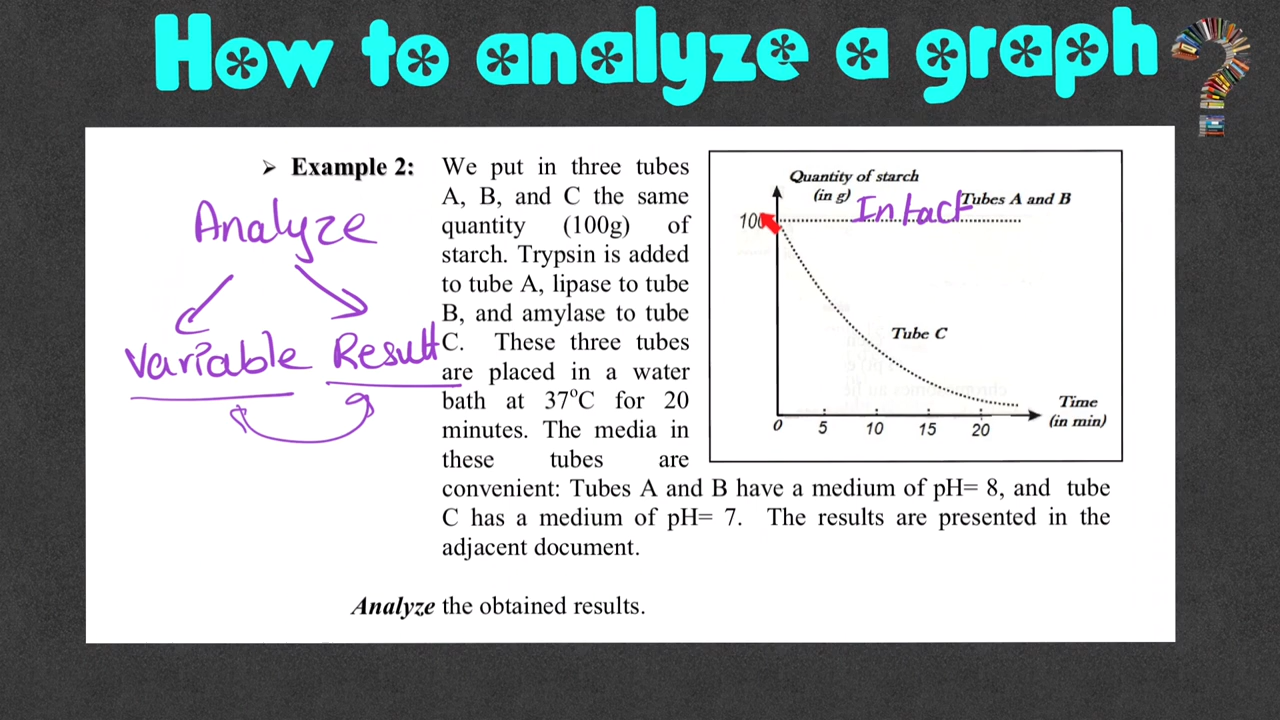 How to analyze a graph
➢ Example 2: We put in three tubes
A, B, and C the same
quantity (100g) of
starch. Trypsin is added
to tube A, lipase to tube
B, and amylase to tube
C. These three tubes
are placed in a water
bath at 37°C for 20
minutes. The media in
these tubes are
convenient: Tubes A and B have a medium of pH= 8, and tube
C has a medium of pH= 7. The results are presented in the
adjacent document.
Analyze the obtained results.
Analyze
Variable Result
Quantity of starch
(in g)
Intact
Tubes A and B
100
Tube C
Time
(in min)
0 5 10 15 20